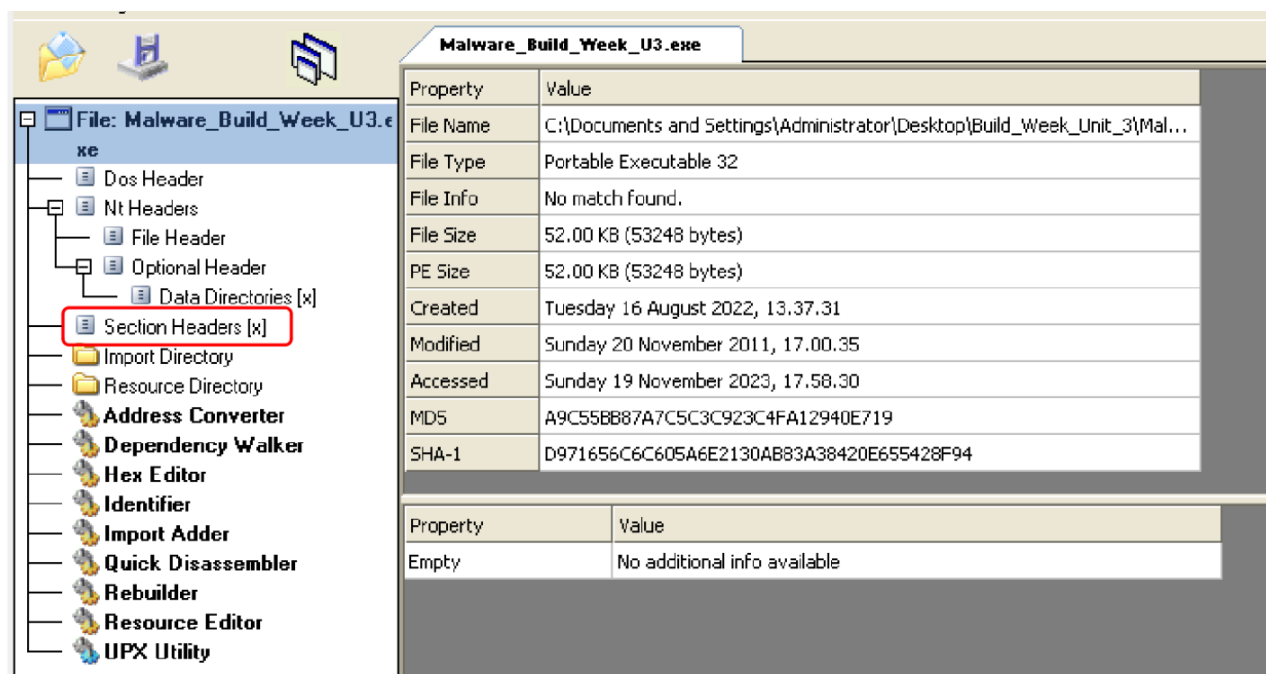 Malware_Build_Week_U3.exe
File: Malware_Build_Week_U3.e
xe
Dos Header
Nt Headers
File Header
Optional Header
Data Directories [x]
Section Headers [x]
Import Directory
Resource Directory
Address Converter
Dependency Walker
Hex Editor
Identifier
Import Adder
Quick Disassembler
Rebuilder
Resource Editor
UPX Utility
Property Value
File Name C:\Documents and Settings\Administrator\Desktop\Build_Week_Unit_3\Mal...
File Type Portable Executable 32
File Info No match found.
File Size 52.00 KB (53248 bytes)
PE Size 52.00 KB (53248 bytes)
Created Tuesday 16 August 2022, 13.37.31
Modified Sunday 20 November 2011, 17.00.35
Accessed Sunday 19 November 2023, 17.58.30
MD5 A9C55BB87A7C5C3C923C4FA12940E719
SHA-1 D971656C6C605A6E2130AB83A38420E655428F94
Property Value
Empty No additional info available